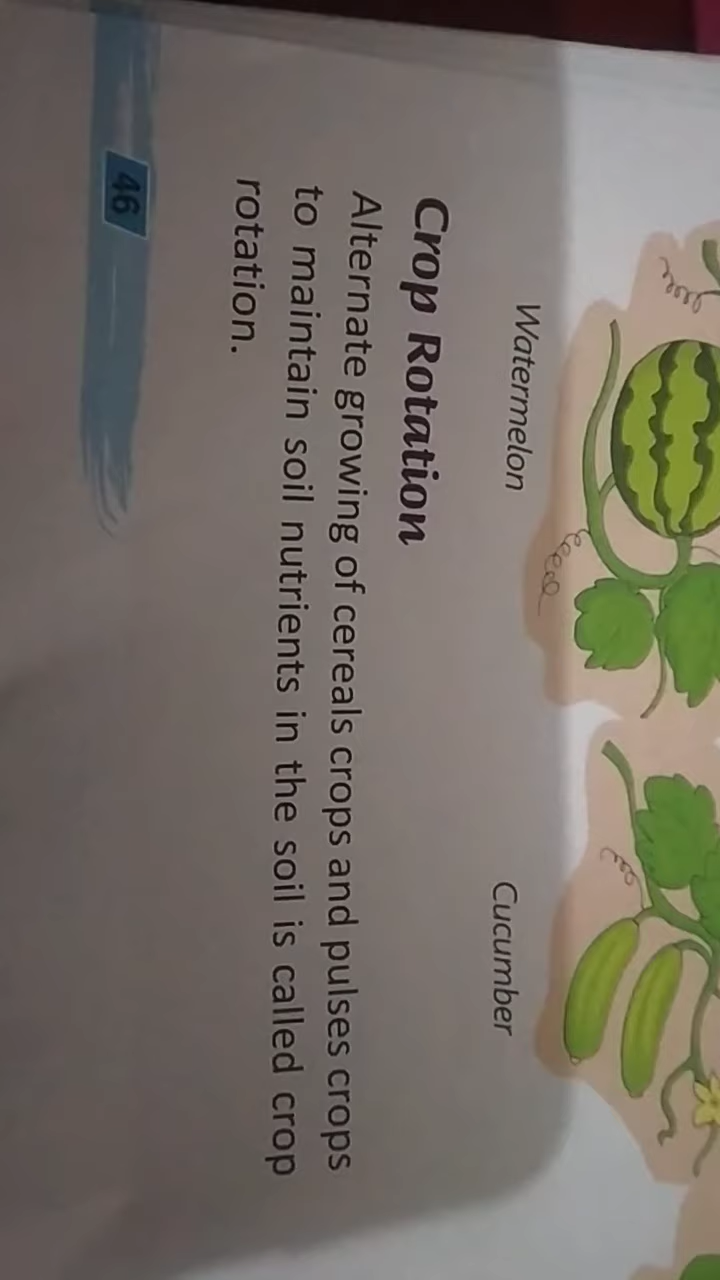 Watermelon
Cucumber
Crop Rotation
Alternate growing of cereals crops and pulses crops
to maintain soil nutrients in the soil is called crop
rotation.
46